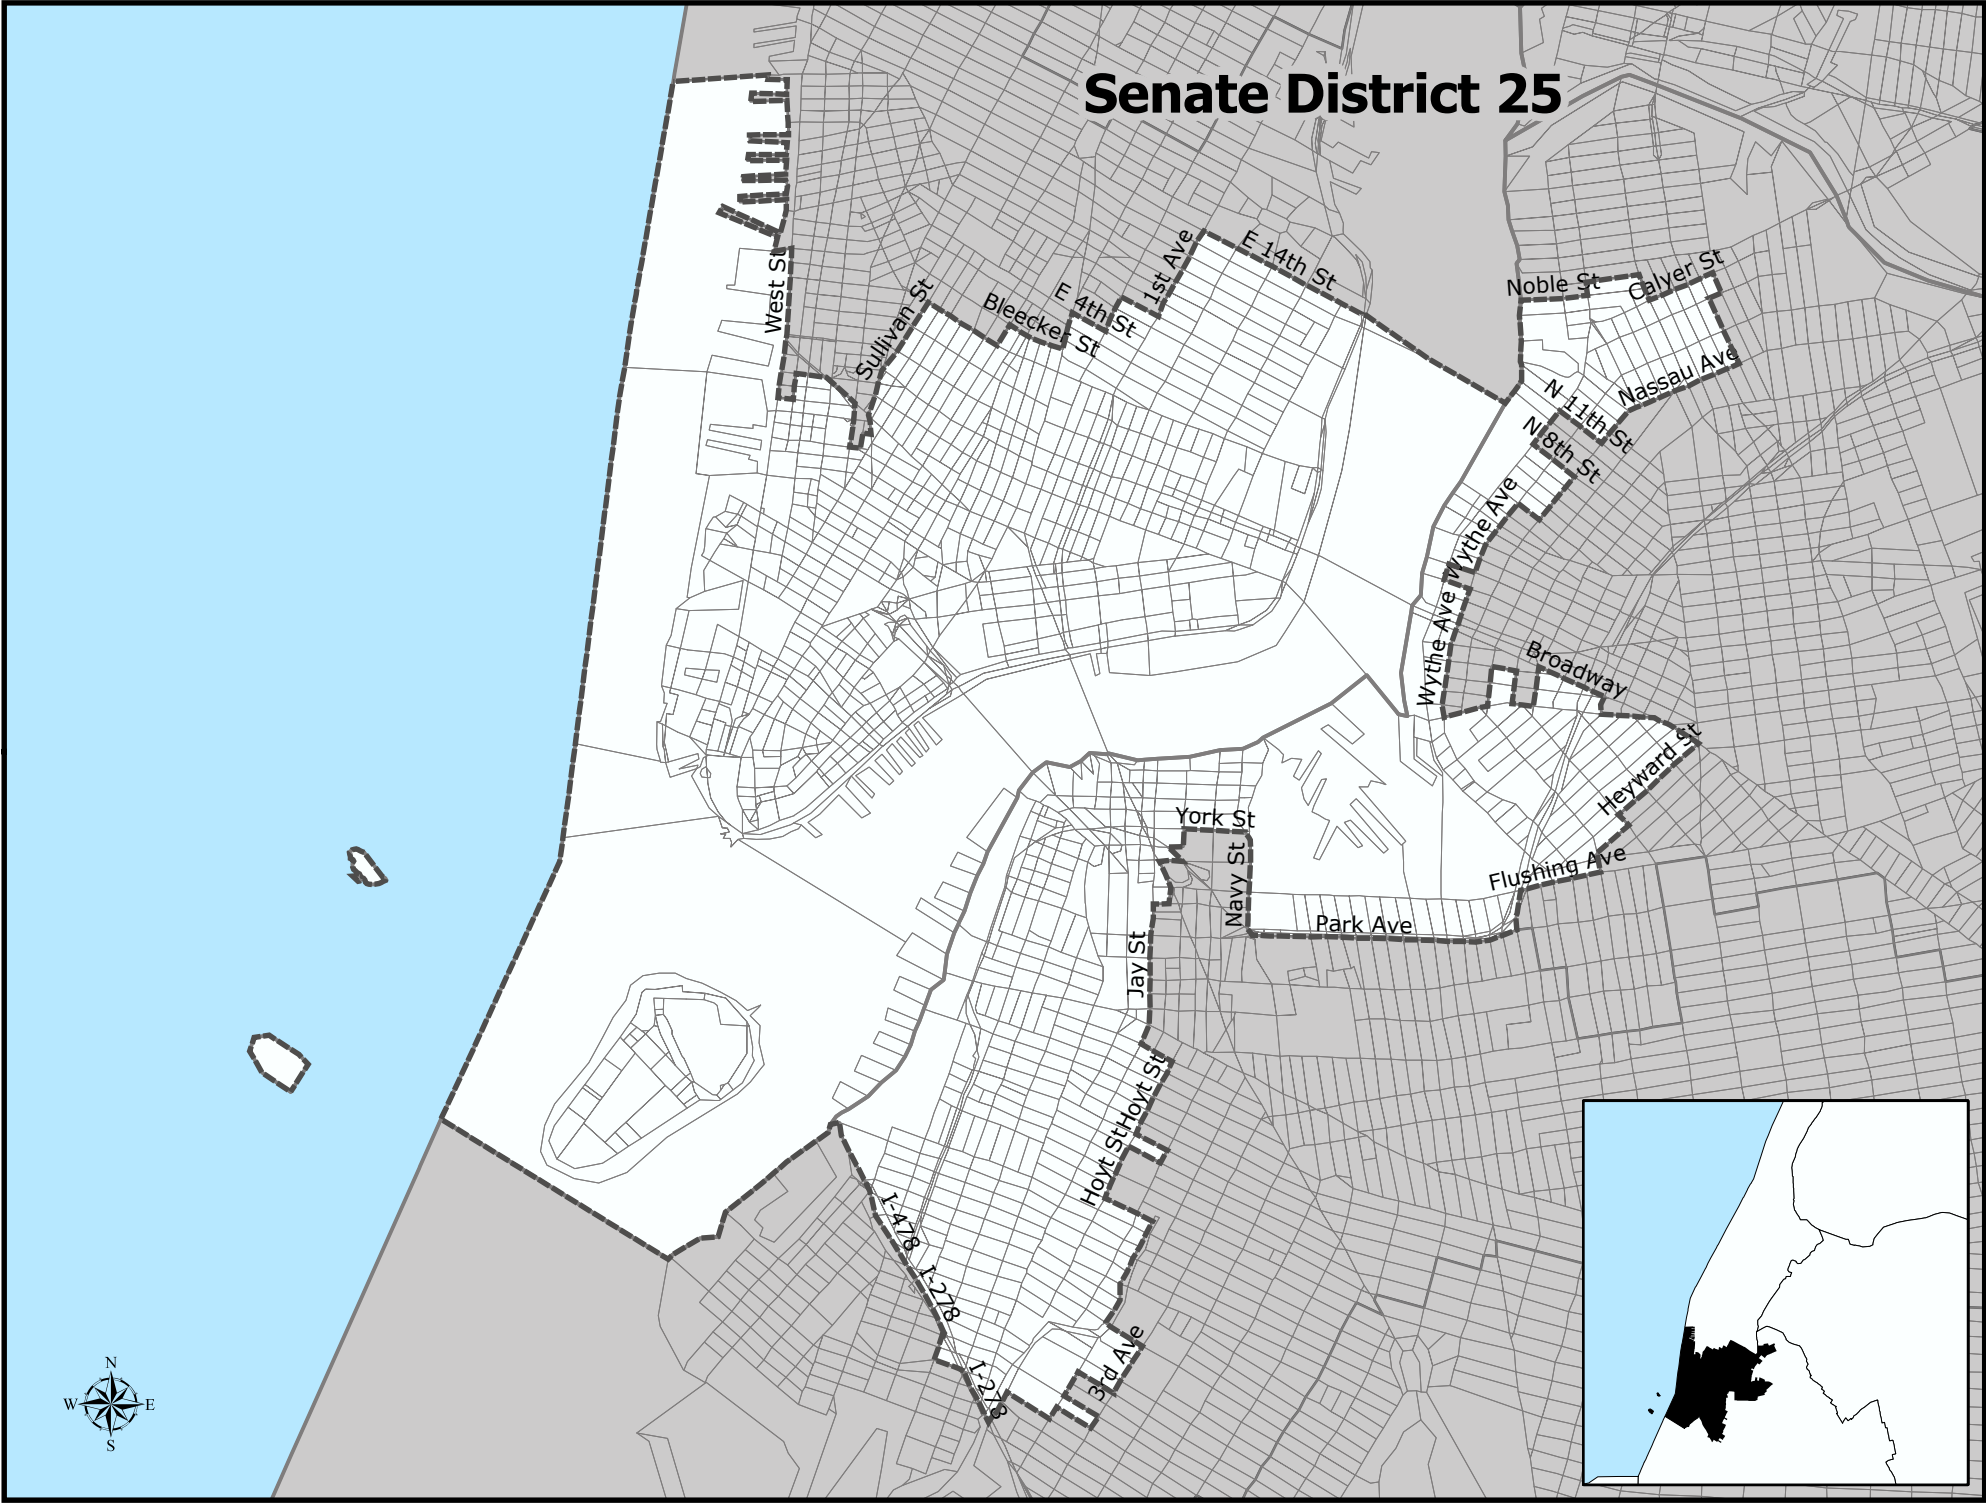 Senate District 25
1st Ave
E 14th St
West St
Noble St
Calyer St
Sullivan St
Bleecker St
E 4th St
Nassau Ave
N 11th St
N 8th St
Wythe Ave
Wythe Ave
Broadway
Heyward St
York St
Navy St
Flushing Ave
Park Ave
Jay St
Hoyt St
Hoyt St
I-478
I-278
3rd Ave
I-278
N
W E
S